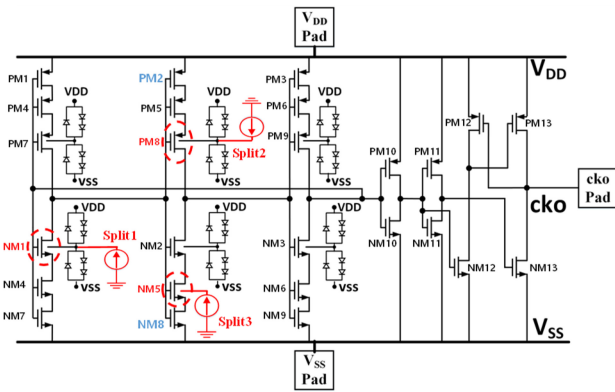 VDD
Pad
VDD
PM1
PM2
PM3
PM4
VDD
PM5
VDD
PM6
VDD
PM12
PM13
PM7
PM8
Split2
PM9
PM10
PM11
VSS
VSS
VSS
cko
cko
Pad
VDD
VDD
VDD
NM1
Split1
NM2
NM3
NM10
NM11
NM12
NM13
NM4
VSS
NM5
VSS
NM6
VSS
NM7
NM8
Split3
NM9
VSS
VSS
Pad